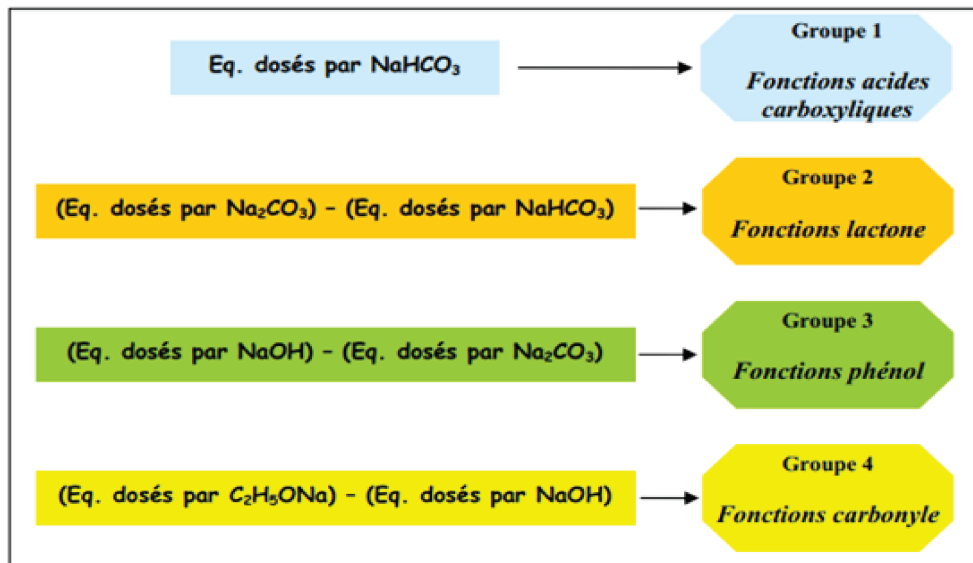 Eq. dosés par NaHCO₃
Groupe 1
Fonctions acides
carboxyliques
(Eq. dosés par Na₂CO₃) – (Eq. dosés par NaHCO₃)
Groupe 2
Fonctions lactone
(Eq. dosés par NaOH) – (Eq. dosés par Na₂CO₃)
Groupe 3
Fonctions phénol
(Eq. dosés par C₂H₅ONa) – (Eq. dosés par NaOH)
Groupe 4
Fonctions carbonyle